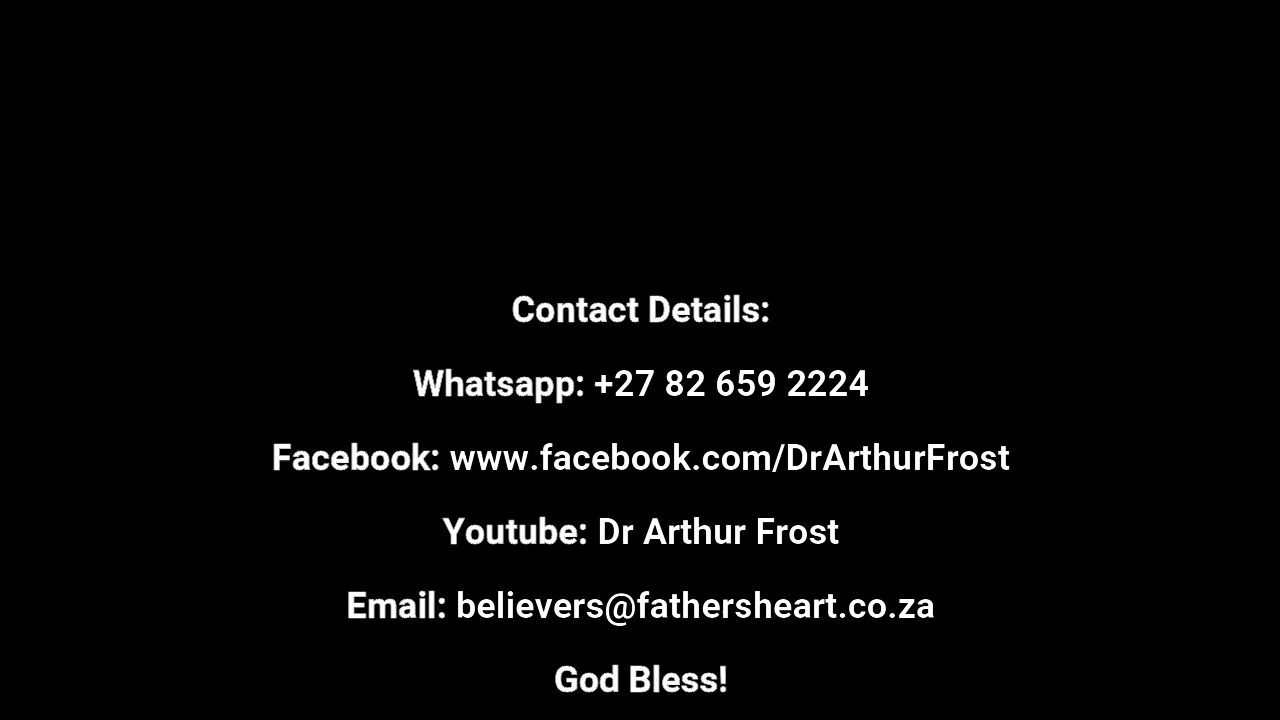 Contact Details:
Whatsapp: +27 82 659 2224
Facebook: www.facebook.com/DrArthurFrost
Youtube: Dr Arthur Frost
Email: believers@fathersheart.co.za
God Bless!